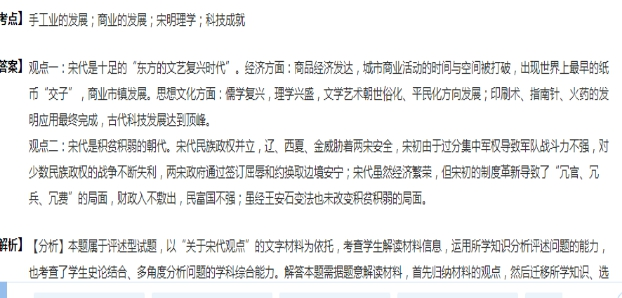 考点】手工业的发展；商业的发展；宋明理学；科技成就
答案】观点一：宋代是十足的“东方的文艺复兴时代”。经济方面：商品经济发达，城市商业活动的时间与空间被打破，出现世界上最早的纸
币“交子”，商业市镇发展。思想文化方面：儒学复兴，理学兴盛，文学艺术朝世俗化、平民化方向发展；印刷术、指南针、火药的发
明应用最终完成，古代科技发展达到顶峰。
观点二：宋代是积贫积弱的朝代。宋代民族政权并立，辽、西夏、金威胁着两宋安全，宋初由于过分集中军权导致军队战斗力不强，对
少数民族政权的战争不断失利，两宋政府通过签订屈辱和约换取边境安宁；宋代虽然经济繁荣，但宋初的制度革新导致了“冗官、冗
兵、冗费”的局面，财政入不敷出，民富国不强；虽经王安石变法也未改变积贫积弱的局面。
解析】【分析】本题属于评述型试题，以“关于宋代观点”的文字材料为依托，考查学生解读材料信息，运用所学知识分析评述问题的能力，
也考查了学生史论结合、多角度分析问题的学科综合能力。解答本题需据题意解读材料，首先归纳材料的观点，然后迁移所学知识、选